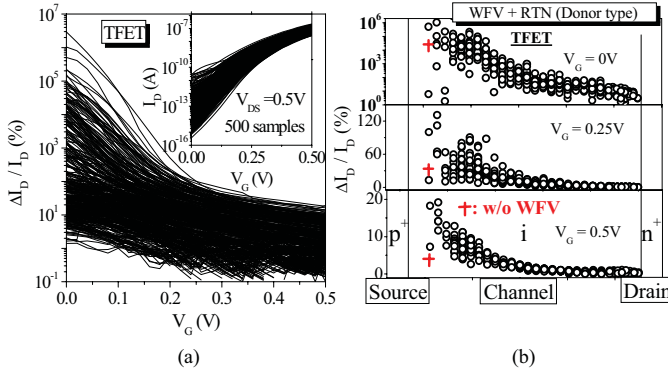 TFET
10^7
10^5
10^3
10^1
10^-1
ΔI_D / I_D (%)
0.0 0.1 0.2 0.3 0.4 0.5
V_G (V)
10^-7
10^-10
10^-13
10^-16
I_D (A)
V_DS =0.5V
500 samples
0.00 0.25 0.50
V_G (V)
(a)
WFV + RTN (Donor type)
TFET
V_G = 0V
10^6
10^4
10^2
10^0
V_G = 0.25V
120
60
0
ΔI_D / I_D (%)
: w/o WFV
p^+ i n^+
V_G = 0.5V
20
10
0
Source Channel Drain
(b)